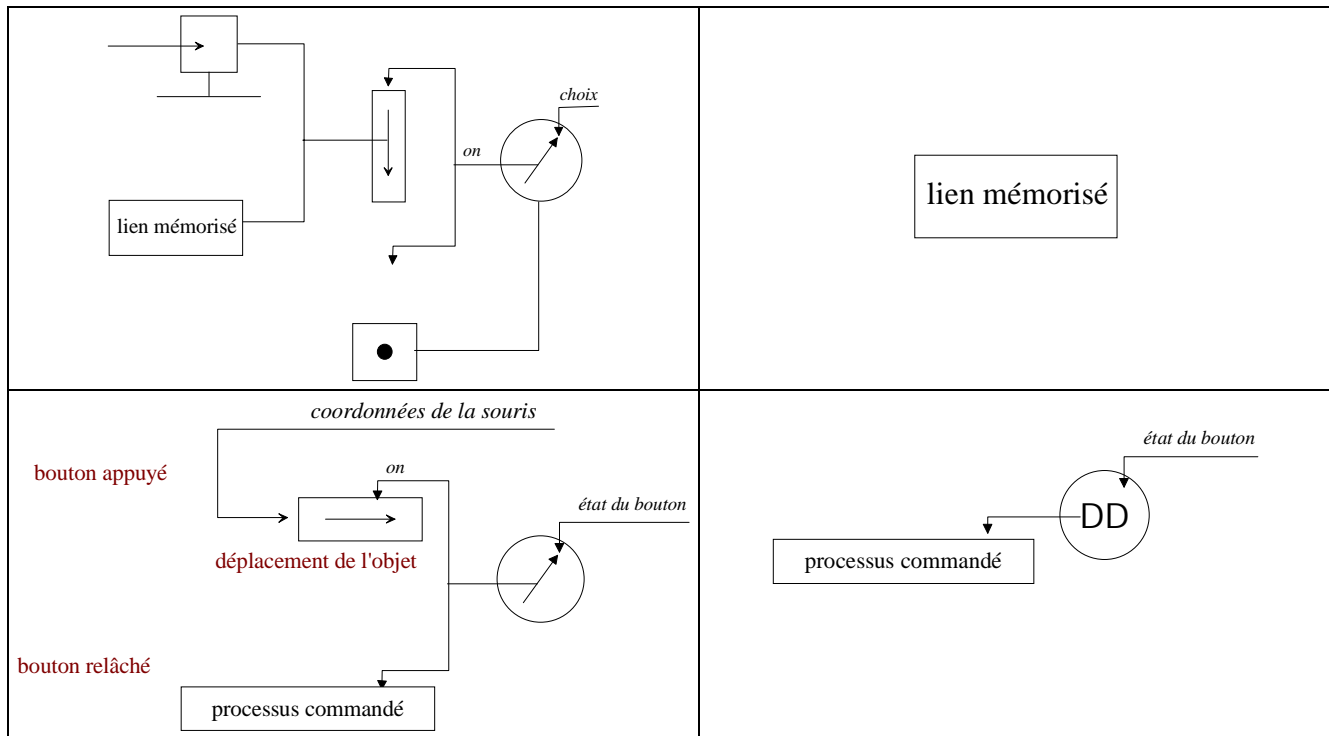 choix
on
lien mémorisé
lien mémorisé
coordonnées de la souris
bouton appuyé
on
état du bouton
déplacement de l'objet
bouton relâché
processus commandé
état du bouton
DD
processus commandé